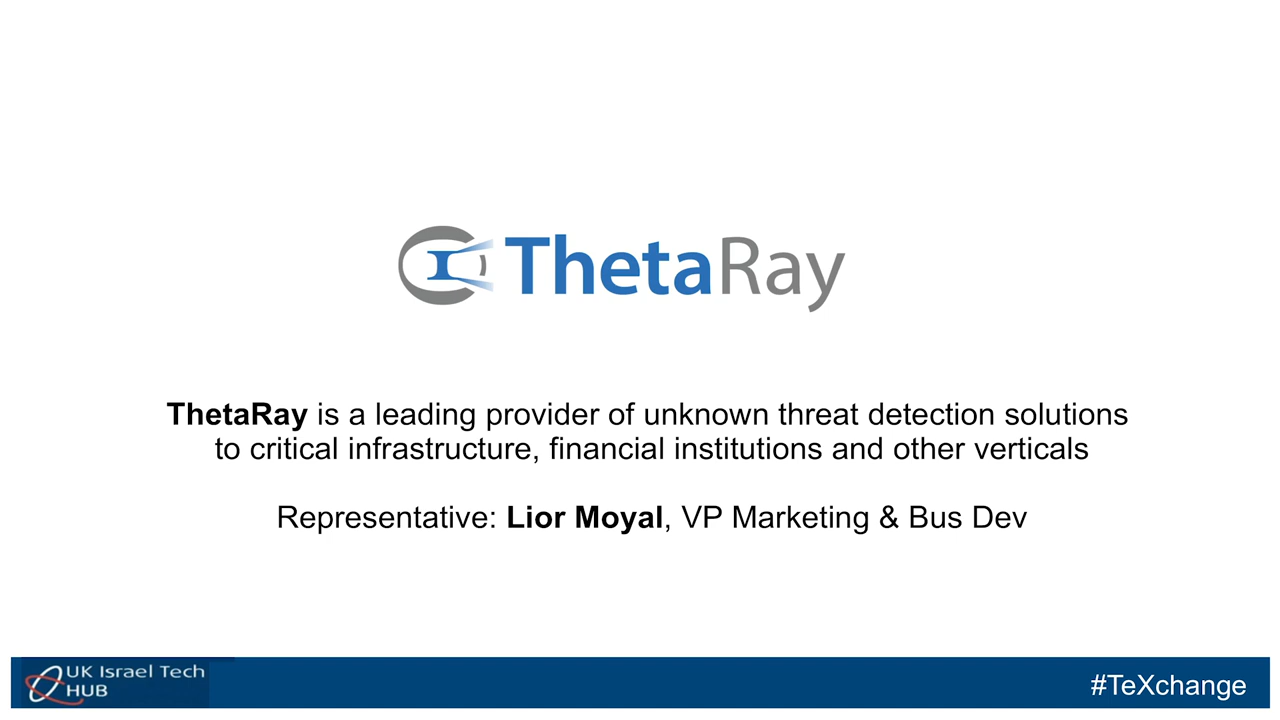 ThetaRay
ThetaRay is a leading provider of unknown threat detection solutions
to critical infrastructure, financial institutions and other verticals
Representative: Lior Moyal, VP Marketing & Bus Dev
UK Israel Tech
HUB
#TeXchange